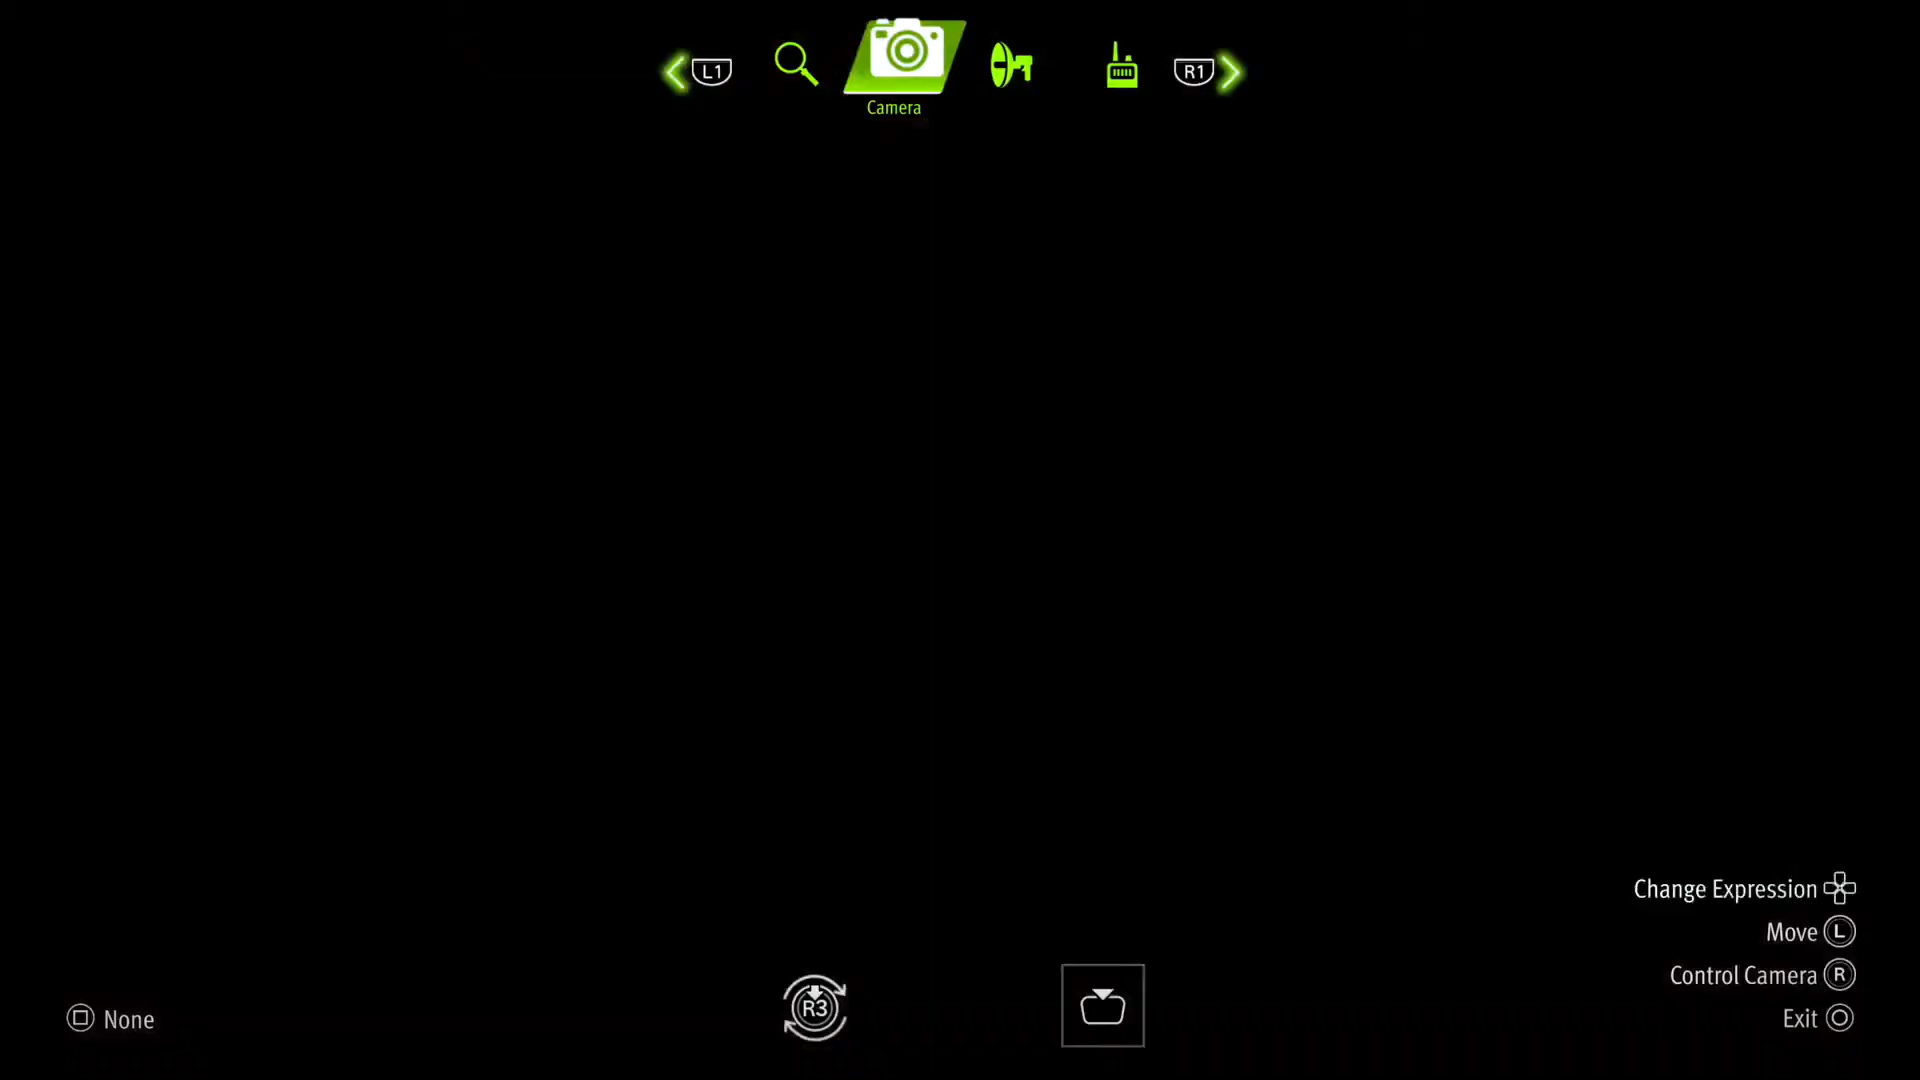 L1
R1
Camera
Change Expression
Move L
Control Camera R
Exit
None
R3